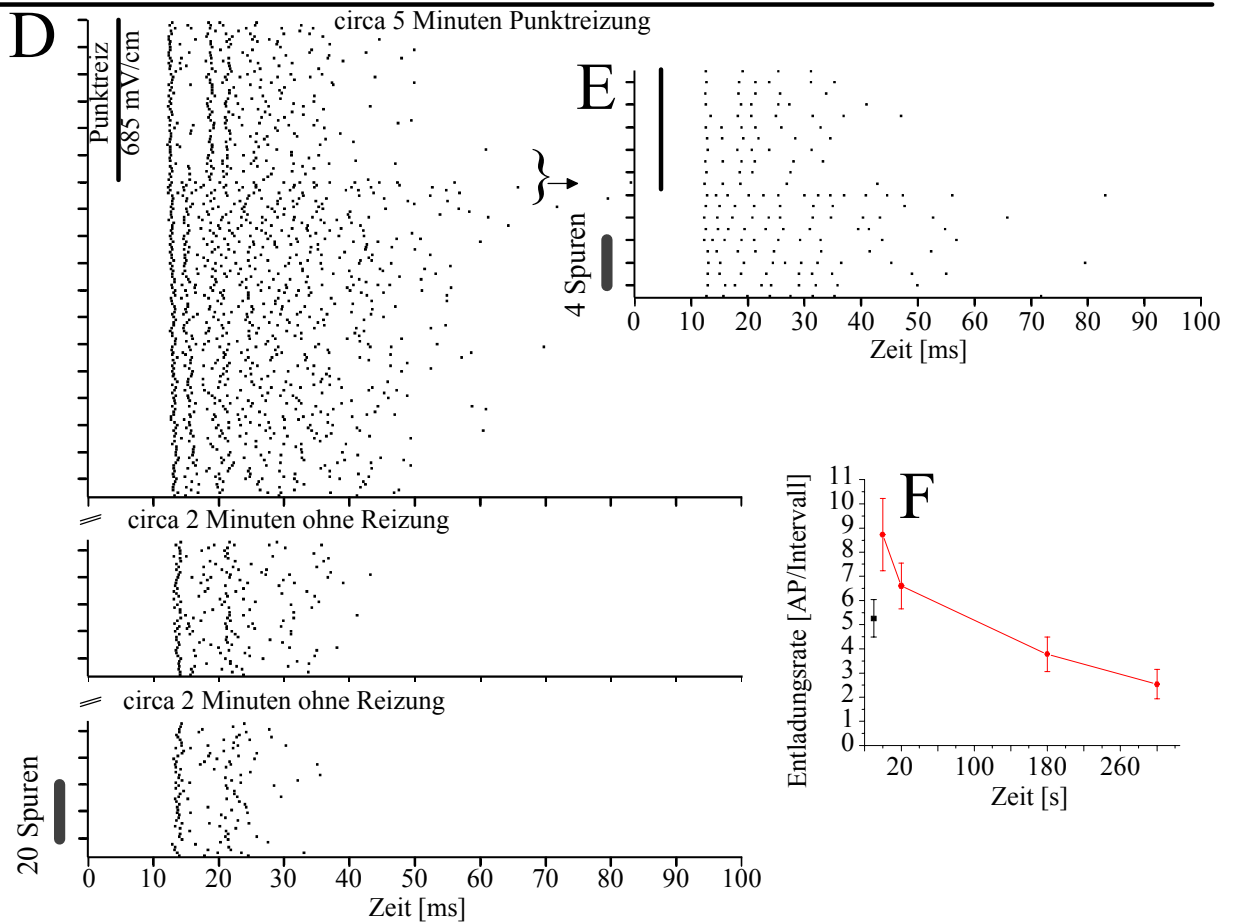 D
circa 5 Minuten Punktreizung
Punktreiz
685 mV/cm
E
}→
4 Spuren
0 10 20 30 40 50 60 70 80 90 100
Zeit [ms]
circa 2 Minuten ohne Reizung
circa 2 Minuten ohne Reizung
20 Spuren
0 10 20 30 40 50 60 70 80 90 100
Zeit [ms]
F
Entladungsrate [AP/Intervall]
11
10
9
8
7
6
5
4
3
2
1
0
20 100 180 260
Zeit [s]